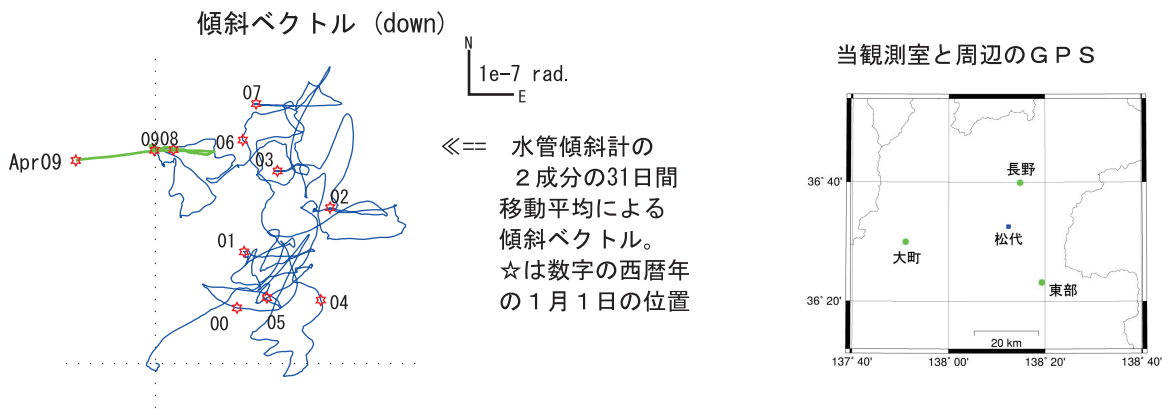 傾斜ベクトル (down)
N
1e-7 rad.
E
07
0908
06
Apr09
03
02
01
00
05
04
≪== 水管傾斜計の
２成分の31日間
移動平均による
傾斜ベクトル。
☆は数字の西暦年
の１月１日の位置
当観測室と周辺のＧＰＳ
36˚ 40'
長野
松代
大町
東部
36˚ 20'
20 km
137˚ 40'
138˚ 00'
138˚ 20'
138˚ 40'